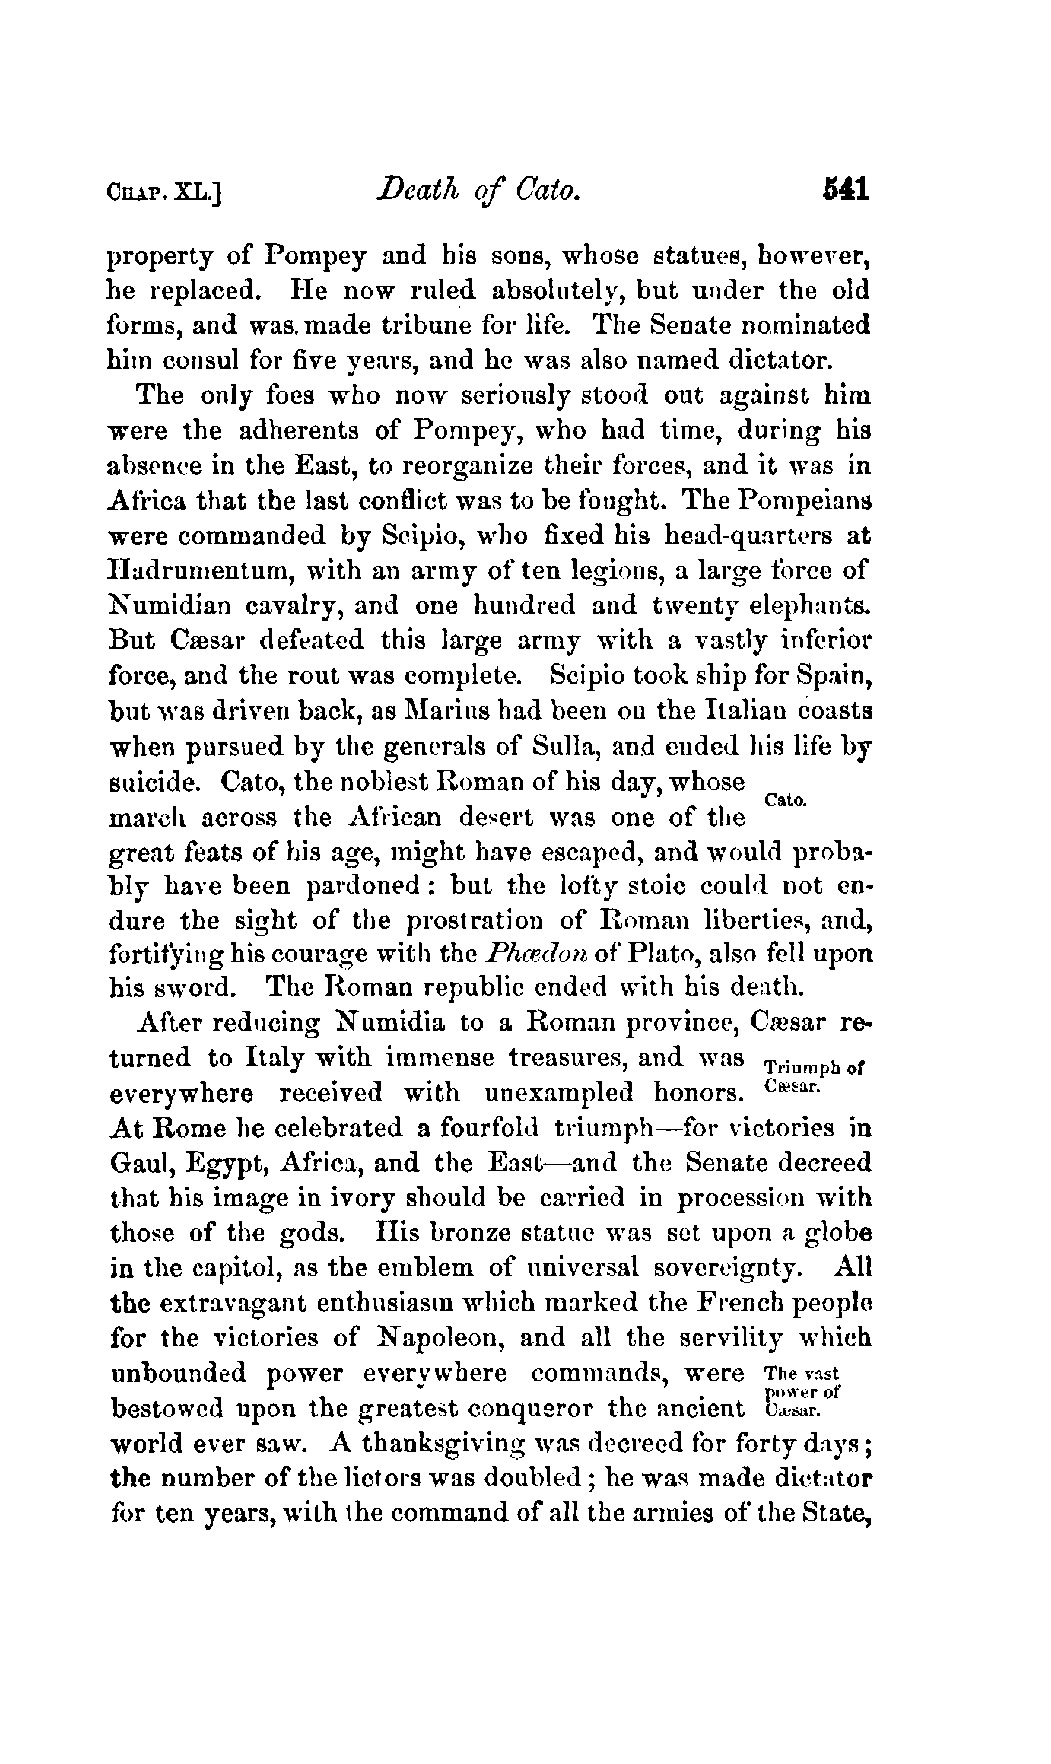 CHAP. XL.] Death of Cato. 541
property of Pompey and his sons, whose statues, however,
he replaced. He now ruled absolutely, but under the old
forms, and was made tribune for life. The Senate nominated
him consul for five years, and he was also named dictator.
The only foes who now seriously stood out against him
were the adherents of Pompey, who had time, during his
absence in the East, to reorganize their forces, and it was in
Africa that the last conflict was to be fought. The Pompeians
were commanded by Scipio, who fixed his head-quarters at
Hadrumentum, with an army of ten legions, a large force of
Numidian cavalry, and one hundred and twenty elephants.
But Cæsar defeated this large army with a vastly inferior
force, and the rout was complete. Scipio took ship for Spain,
but was driven back, as Marius had been on the Italian coasts
when pursued by the generals of Sulla, and ended his life by
suicide. Cato, the noblest Roman of his day, whose
Cato.
march across the African desert was one of the
great feats of his age, might have escaped, and would proba-
bly have been pardoned : but the lofty stoic could not en-
dure the sight of the prostration of Roman liberties, and,
fortifying his courage with the Phœdon of Plato, also fell upon
his sword. The Roman republic ended with his death.
After reducing Numidia to a Roman province, Cæsar re-
turned to Italy with immense treasures, and was
Triumph of
everywhere received with unexampled honors.
Cæsar.
At Rome he celebrated a fourfold triumph—for victories in
Gaul, Egypt, Africa, and the East—and the Senate decreed
that his image in ivory should be carried in procession with
those of the gods. His bronze statue was set upon a globe
in the capitol, as the emblem of universal sovereignty. All
the extravagant enthusiasm which marked the French people
for the victories of Napoleon, and all the servility which
unbounded power everywhere commands, were
The vast
power of
bestowed upon the greatest conqueror the ancient
Cæsar.
world ever saw. A thanksgiving was decreed for forty days ;
the number of the lictors was doubled ; he was made dictator
for ten years, with the command of all the armies of the State,